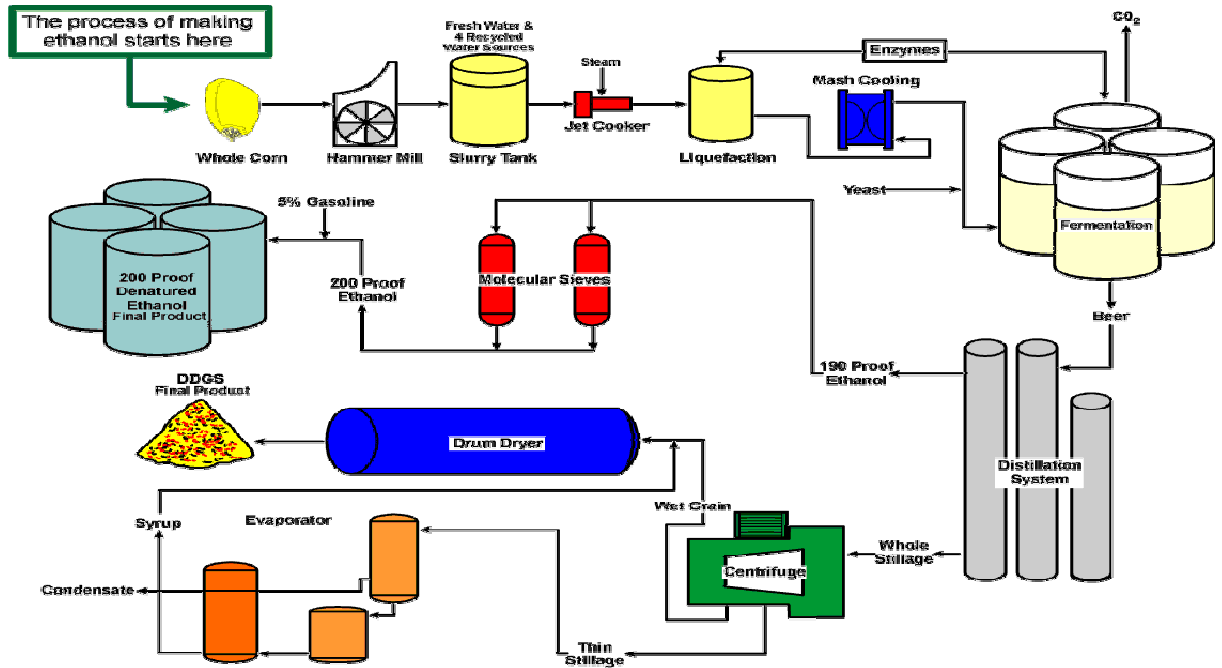 The process of making
ethanol starts here
Whole Corn
Hammer Mill
Fresh Water &
4 Recycled
Water Sources
Slurry Tank
Steam
Jet Cooker
Liquefaction
Enzymes
Mash Cooling
Yeast
CO2
Fermentation
Beer
5% Gasoline
200 Proof
Denatured
Ethanol
Final Product
200 Proof
Ethanol
Molecular Sieves
190 Proof
Ethanol
Distillation
System
DDGS
Final Product
Drum Dryer
Wet Grain
Syrup
Evaporator
Condensate
Centrifuge
Whole
Stillage
Thin
Stillage